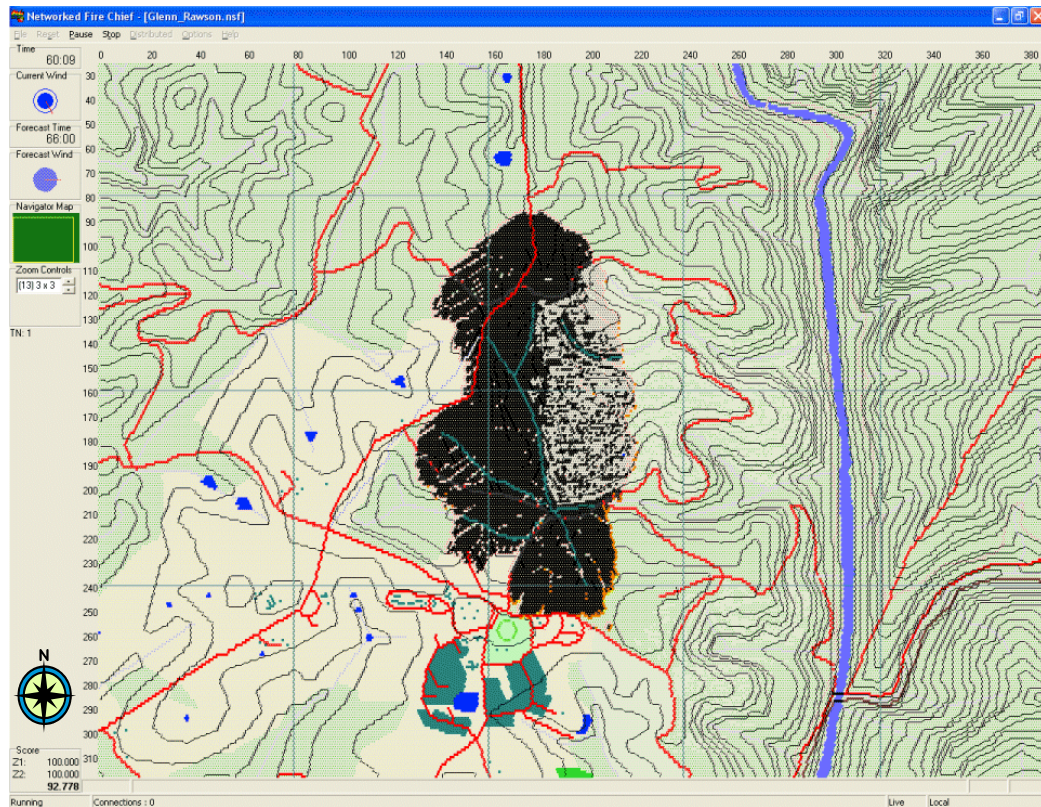 Networked Fire Chief - [Glenn_Rawson.nsf]
File Reset Pause Stop Distributed Options Help
Time
60:09
Current Wind
Forecast Time
66:00
Forecast Wind
Navigator Map
Zoom Controls
(13) 3 x 3
TN: 1
0 20 40 60 80 100 120 140 160 180 200 220 240 260 280 300 320 340 360 380
30
40
50
60
70
80
90
100
110
120
130
140
150
160
170
180
190
200
210
220
230
240
250
260
270
280
290
300
310
N
Score
Z1: 100.000
Z2: 100.000
92.778
Running Connections : 0 Live Local